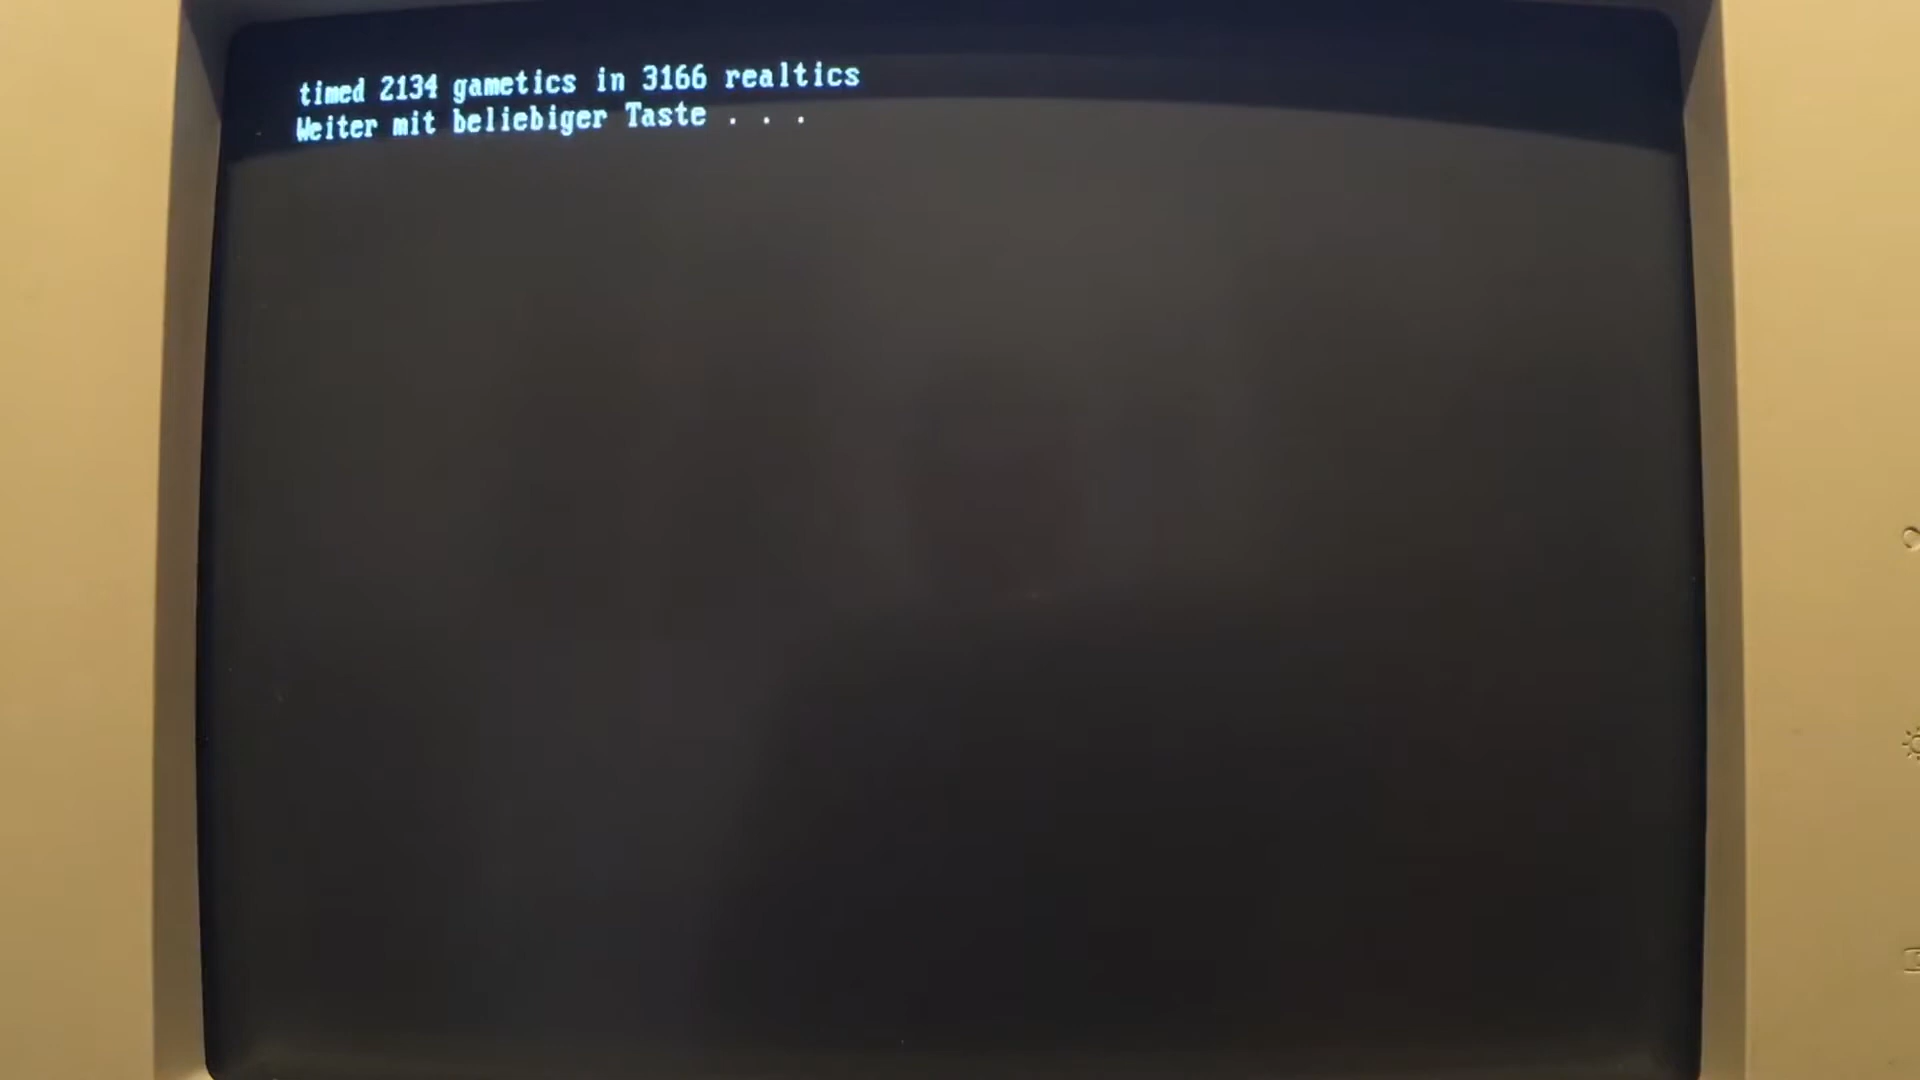 timed 2134 gametics in 3166 realtics
Weiter mit beliebiger Taste . . .